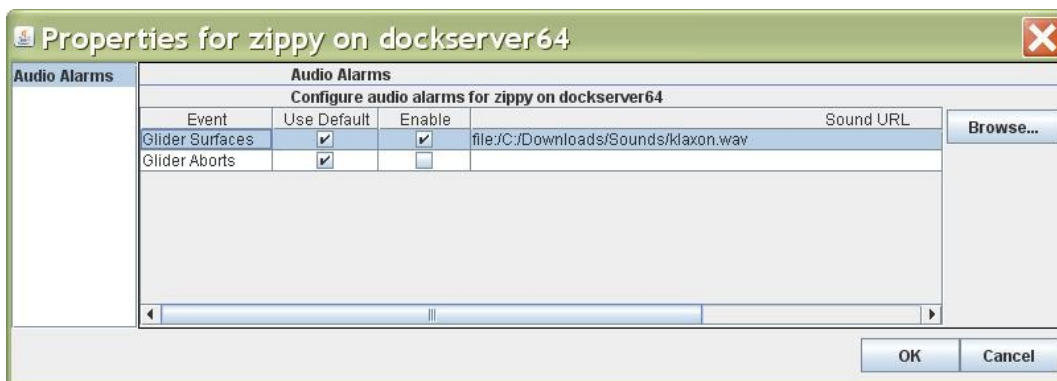 Properties for zippy on dockserver64
Audio Alarms
Audio Alarms
Configure audio alarms for zippy on dockserver64
Event Use Default Enable Sound URL
Glider Surfaces file:/C:/Downloads/Sounds/klaxon.wav
Glider Aborts
Browse...
OK Cancel